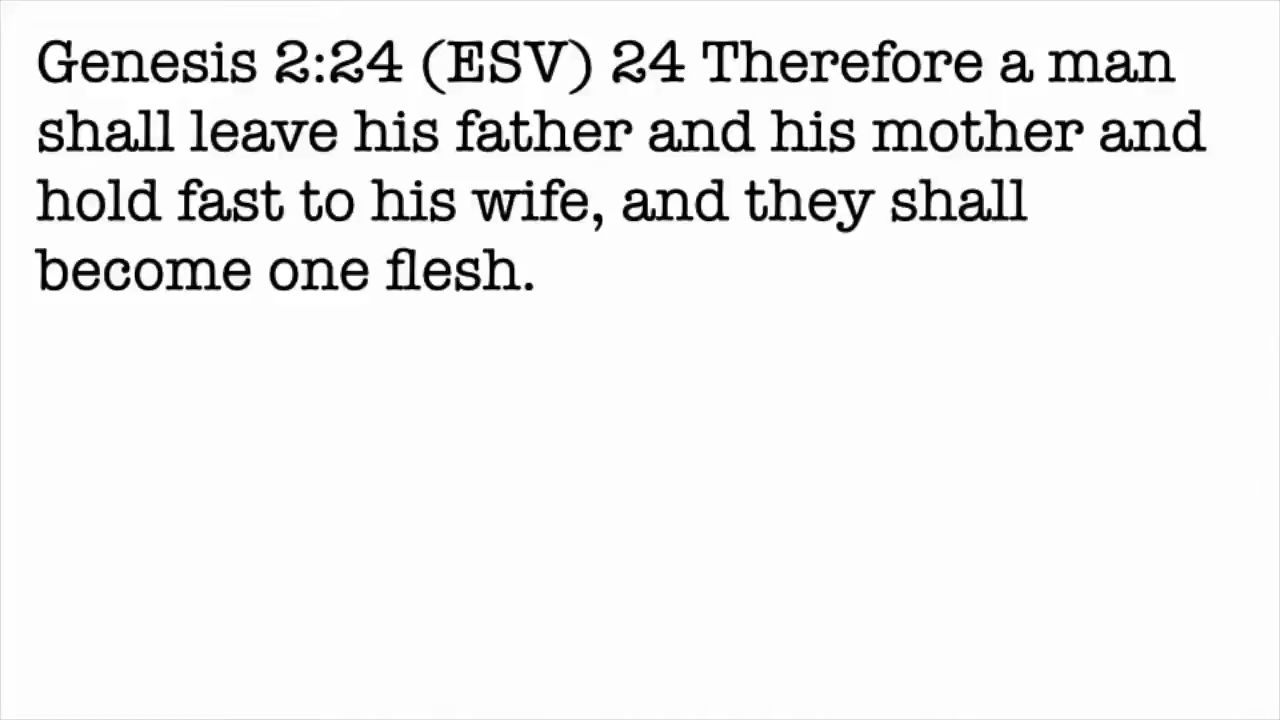 Genesis 2:24 (ESV) 24 Therefore a man
shall leave his father and his mother and
hold fast to his wife, and they shall
become one flesh.